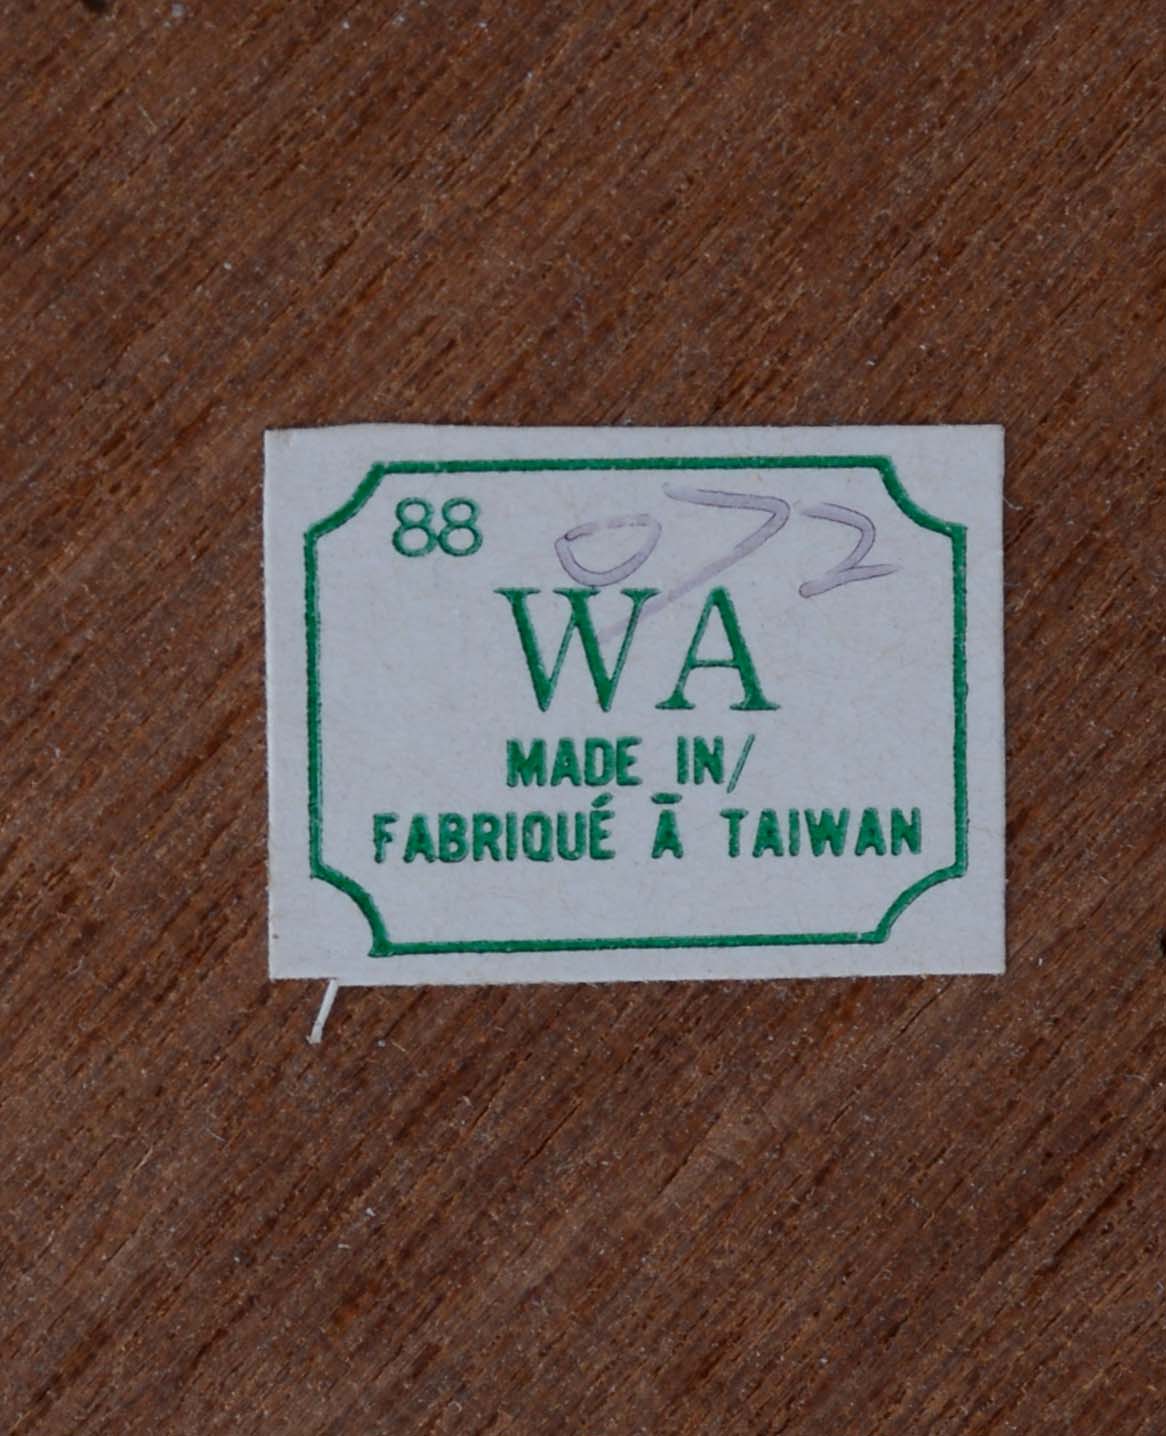 88 072
WA
MADE IN/
FABRIQUÉ Ā TAIWAN